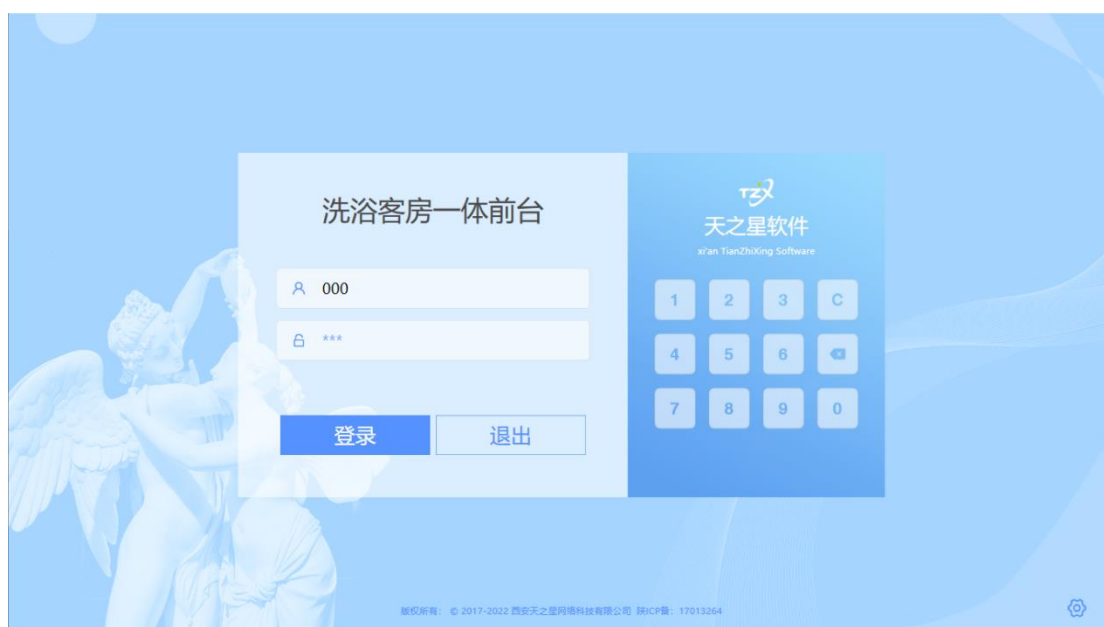 洗浴客房一体前台
000
***
登录
退出
TZX
天之星软件
xi'an TianZhiXing Software
1 2 3 C
4 5 6
7 8 9 0
版权所有: © 2017-2022 西安天之星网络科技有限公司 陕ICP备: 17013264